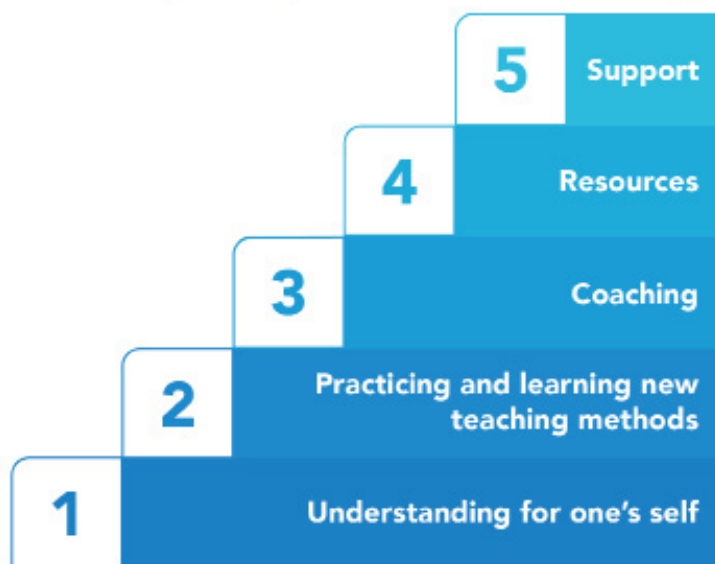 5 Support
4 Resources
3 Coaching
2 Practicing and learning new
teaching methods
1 Understanding for one's self